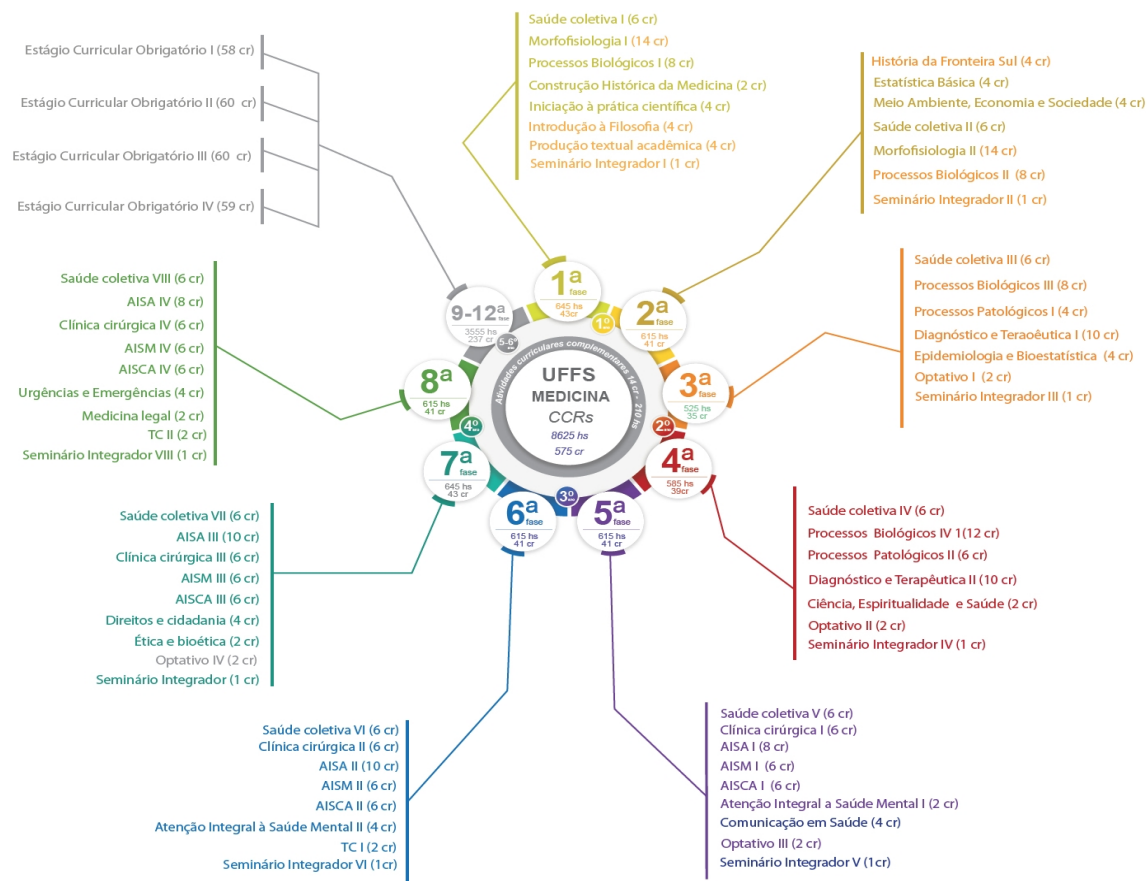 Estágio Curricular Obrigatório I (58 cr)
Estágio Curricular Obrigatório II (60 cr)
Estágio Curricular Obrigatório III (60 cr)
Estágio Curricular Obrigatório IV (59 cr)
Saúde coletiva I (6 cr)
Morfofisiologia I (14 cr)
Processos Biológicos I (8 cr)
Construção Histórica da Medicina (2 cr)
Iniciação à prática científica (4 cr)
Introdução à Filosofia (4 cr)
Produção textual acadêmica (4 cr)
Seminário Integrador I (1 cr)
História da Fronteira Sul (4 cr)
Estatística Básica (4 cr)
Meio Ambiente, Economia e Sociedade (4 cr)
Saúde coletiva II (6 cr)
Morfofisiologia II (14 cr)
Processos Biológicos II (8 cr)
Seminário Integrador II (1 cr)
Saúde coletiva III (6 cr)
Processos Biológicos III (8 cr)
Processos Patológicos I (4 cr)
Diagnóstico e Teraoêutica I (10 cr)
Epidemiologia e Bioestatística (4 cr)
Optativo I (2 cr)
Seminário Integrador III (1 cr)
Saúde coletiva IV (6 cr)
Processos Biológicos IV 1(12 cr)
Processos Patológicos II (6 cr)
Diagnóstico e Terapêutica II (10 cr)
Ciência, Espiritualidade e Saúde (2 cr)
Optativo II (2 cr)
Seminário Integrador IV (1 cr)
Saúde coletiva V (6 cr)
Clínica cirúrgica I (6 cr)
AISA I (8 cr)
AISM I (6 cr)
AISCA I (6 cr)
Atenção Integral a Saúde Mental I (2 cr)
Comunicação em Saúde (4 cr)
Optativo III (2 cr)
Seminário Integrador V (1cr)
Saúde coletiva VI (6 cr)
Clínica cirúrgica II (6 cr)
AISA II (10 cr)
AISM II (6 cr)
AISCA II (6 cr)
Atenção Integral à Saúde Mental II (4 cr)
TC I (2 cr)
Seminário Integrador VI (1cr)
Saúde coletiva VII (6 cr)
AISA III (10 cr)
Clínica cirúrgica III (6 cr)
AISM III (6 cr)
AISCA III (6 cr)
Direitos e cidadania (4 cr)
Ética e bioética (2 cr)
Optativo IV (2 cr)
Seminário Integrador (1 cr)
Saúde coletiva VIII (6 cr)
AISA IV (8 cr)
Clínica cirúrgica IV (6 cr)
AISM IV (6 cr)
AISCA IV (6 cr)
Urgências e Emergências (4 cr)
Medicina legal (2 cr)
TC II (2 cr)
Seminário Integrador VIII (1 cr)
1ª
fase
645 hs
43cr
2ª
fase
615 hs
41 cr
3ª
fase
525 hs
35 cr
4ª
fase
585 hs
39cr
5ª
fase
615 hs
41 cr
6ª
fase
615 hs
41 cr
7ª
fase
645 hs
43 cr
8ª
fase
615 hs
41 cr
9-12ª
fase
3555 hs
237 cr
1º
2º
3º
4º
5-6º
Atividades curriculares complementares 14 cr - 210 hs
UFFS
MEDICINA
CCRs
8625 hs
575 cr